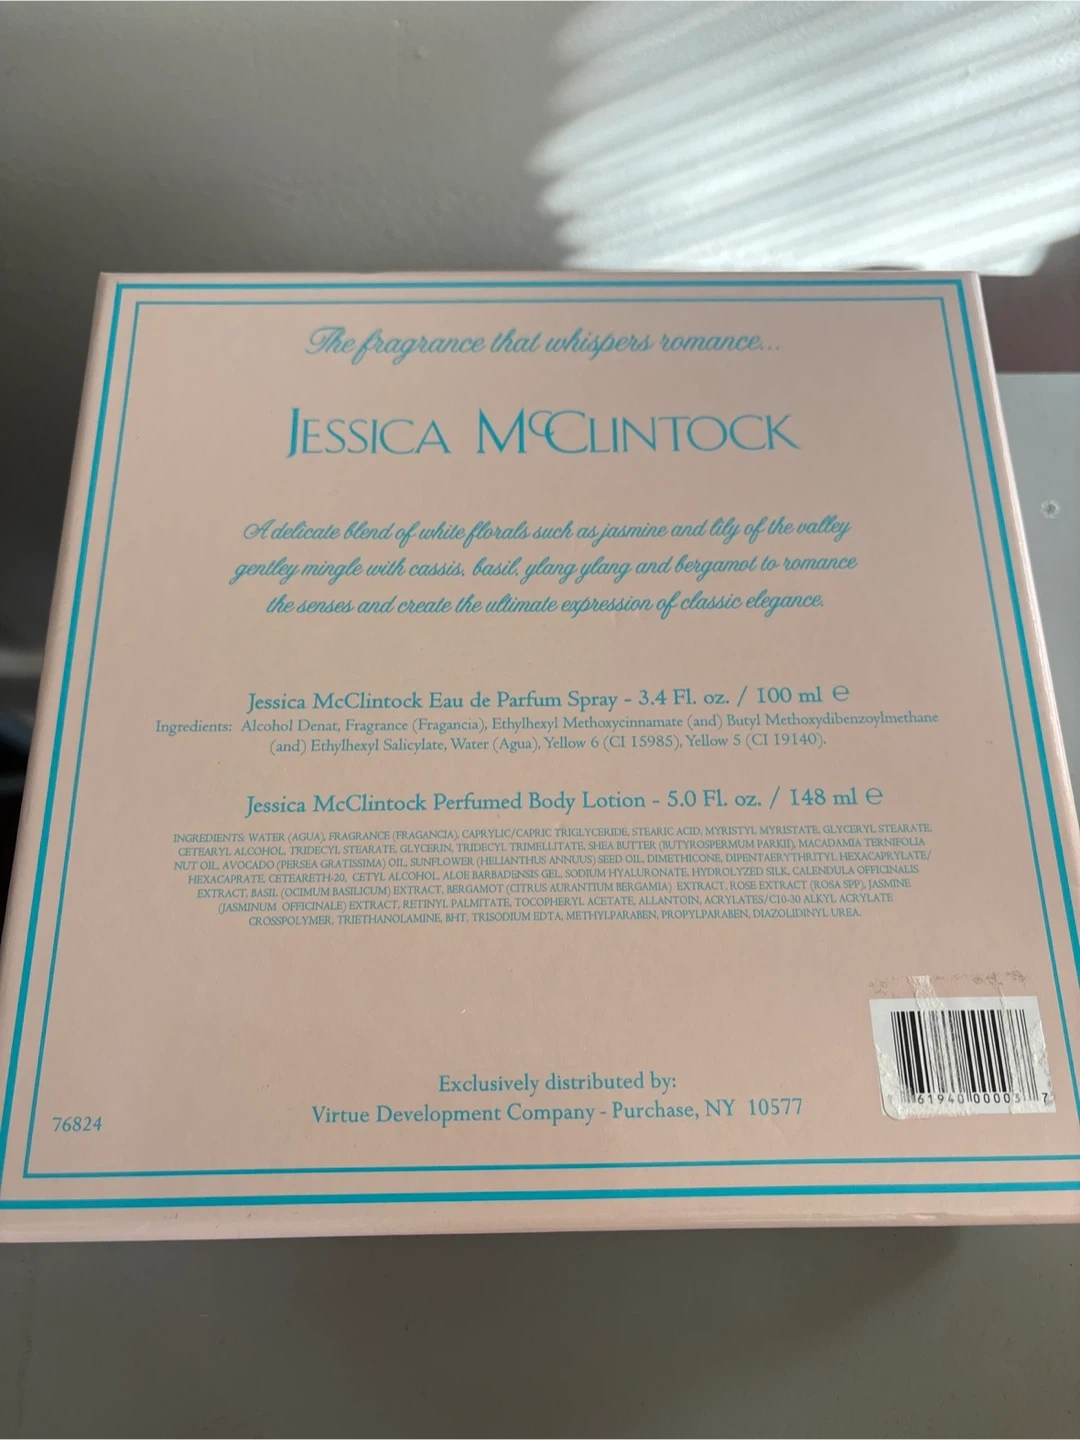 The fragrance that whispers romance...
JESSICA McCLINTOCK
A delicate blend of white florals such as jasmine and lily of the valley
gentley mingle with cassis, basil, ylang ylang and bergamot to romance
the senses and create the ultimate expression of classic elegance.
Jessica McClintock Eau de Parfum Spray - 3.4 Fl. oz. / 100 ml ℮
Ingredients: Alcohol Denat, Fragrance (Fragancia), Ethylhexyl Methoxycinnamate (and) Butyl Methoxydibenzoylmethane
(and) Ethylhexyl Salicylate, Water (Agua), Yellow 6 (CI 15985), Yellow 5 (CI 19140).
Jessica McClintock Perfumed Body Lotion - 5.0 Fl. oz. / 148 ml ℮
INGREDIENTS: WATER (AGUA), FRAGRANCE (FRAGANCIA), CAPRYLIC/CAPRIC TRIGLYCERIDE, STEARIC ACID, MYRISTYL MYRISTATE, GLYCERYL STEARATE,
CETEARYL ALCOHOL, TRIDECYL STEARATE, GLYCERIN, TRIDECYL TRIMELLITATE, SHEA BUTTER (BUTYROSPERMUM PARKII), MACADAMIA TERNIFOLIA
NUT OIL, AVOCADO (PERSEA GRATISSIMA) OIL, SUNFLOWER (HELIANTHUS ANNUUS) SEED OIL, DIMETHICONE, DIPENTAERYTHRITYL HEXACAPRYLATE/
HEXACAPRATE, CETEARETH-20, CETYL ALCOHOL, ALOE BARBADENSIS GEL, SODIUM HYALURONATE, HYDROLYZED SILK, CALENDULA OFFICINALIS
EXTRACT, BASIL (OCIMUM BASILICUM) EXTRACT, BERGAMOT (CITRUS AURANTIUM BERGAMIA) EXTRACT, ROSE EXTRACT (ROSA SPP), JASMINE
(JASMINUM OFFICINALE) EXTRACT, RETINYL PALMITATE, TOCOPHERYL ACETATE, ALLANTOIN, ACRYLATES/C10-30 ALKYL ACRYLATE
CROSSPOLYMER, TRIETHANOLAMINE, BHT, TRISODIUM EDTA, METHYLPARABEN, PROPYLPARABEN, DIAZOLIDINYL UREA.
61940 00003 7
Exclusively distributed by:
Virtue Development Company - Purchase, NY 10577
76824